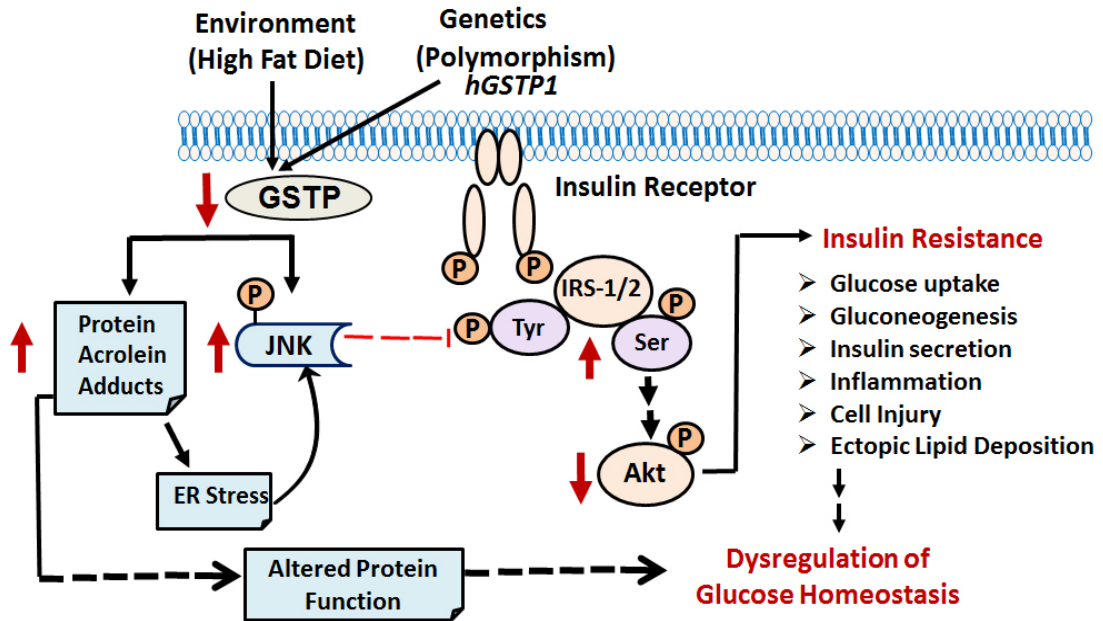 Environment
(High Fat Diet)
Genetics
(Polymorphism)
hGSTP1
GSTP
Insulin Receptor
P
P
Insulin Resistance
➢ Glucose uptake
➢ Gluconeogenesis
➢ Insulin secretion
➢ Inflammation
➢ Cell Injury
➢ Ectopic Lipid Deposition
P
JNK
Protein
Acrolein
Adducts
IRS-1/2
P
Tyr
P
Ser
P
Akt
ER Stress
Altered Protein
Function
Dysregulation of
Glucose Homeostasis